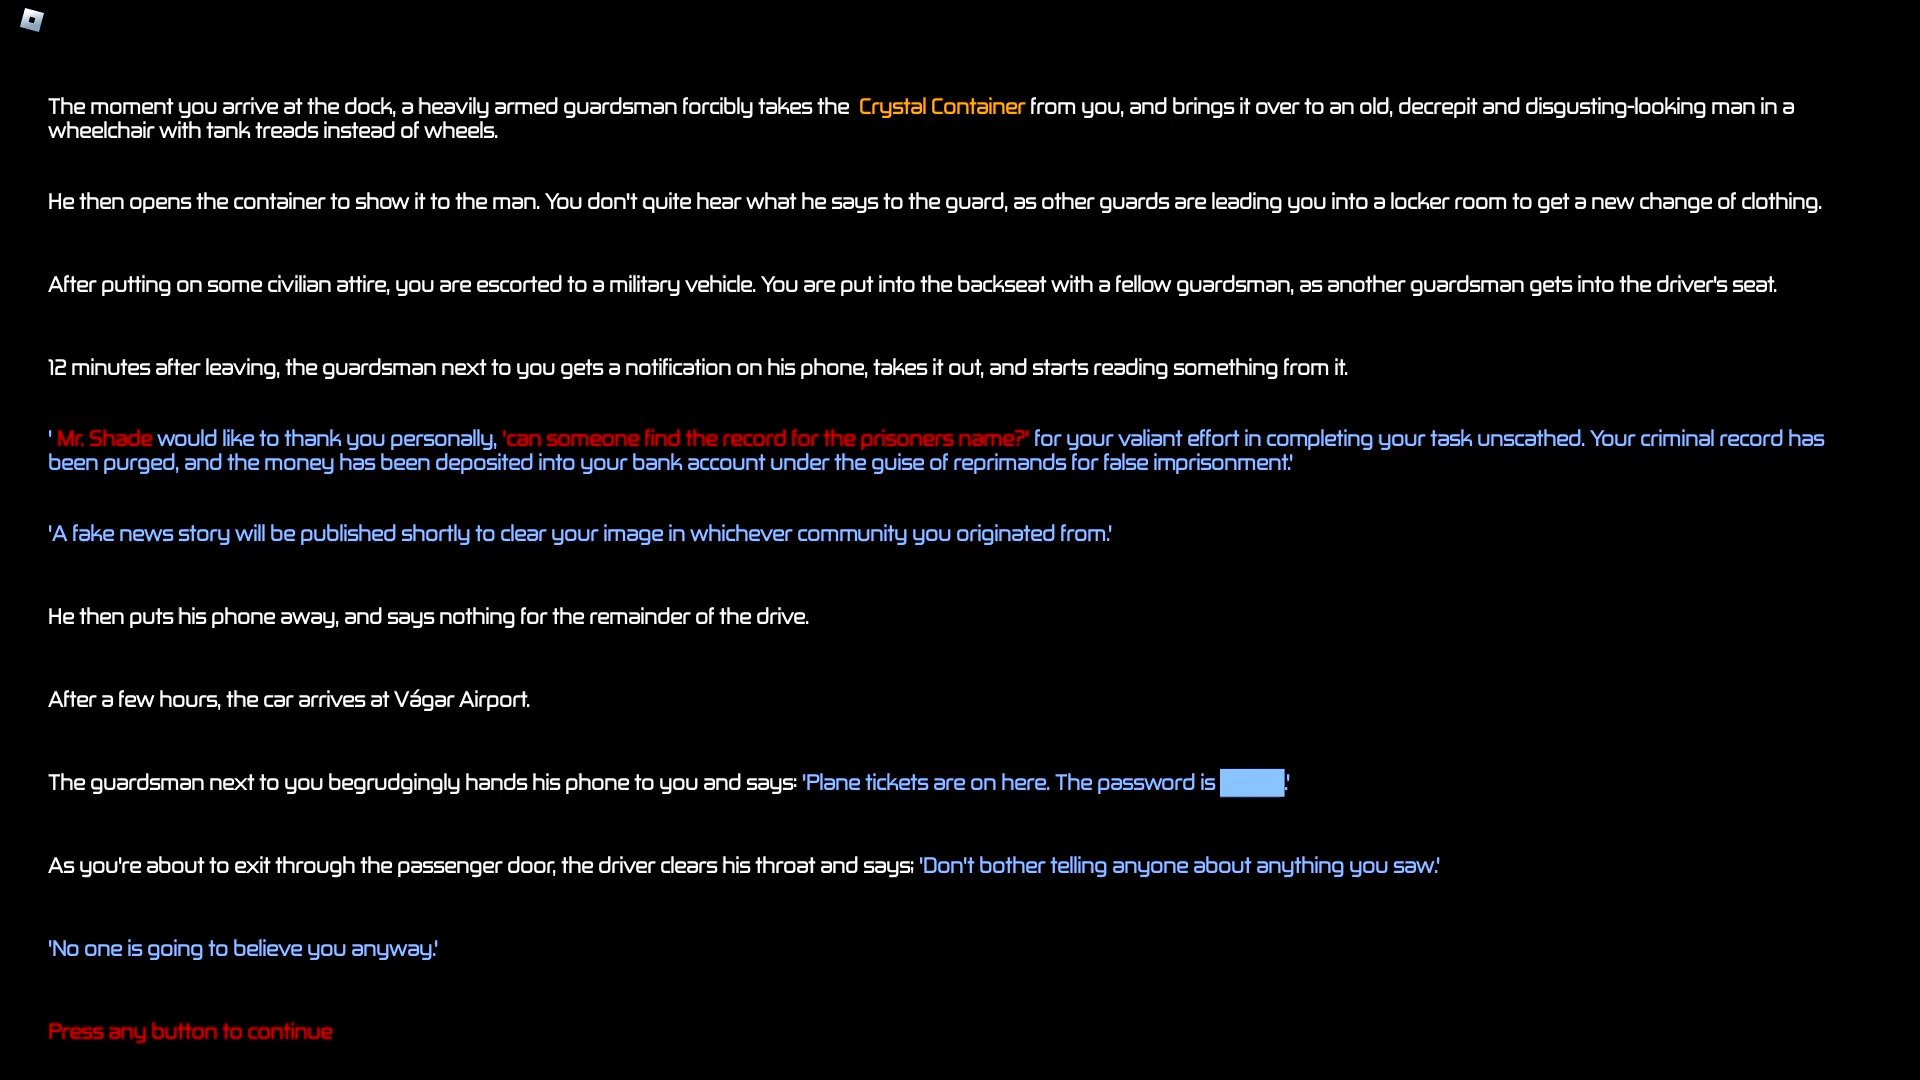 The moment you arrive at the dock, a heavily armed guardsman forcibly takes the Crystal Container from you, and brings it over to an old, decrepit and disgusting-looking man in a
wheelchair with tank treads instead of wheels.
He then opens the container to show it to the man. You don't quite hear what he says to the guard, as other guards are leading you into a locker room to get a new change of clothing.
After putting on some civilian attire, you are escorted to a military vehicle. You are put into the backseat with a fellow guardsman, as another guardsman gets into the driver's seat.
12 minutes after leaving, the guardsman next to you gets a notification on his phone, takes it out, and starts reading something from it.
' Mr. Shade would like to thank you personally, 'can someone find the record for the prisoners name?' for your valiant effort in completing your task unscathed. Your criminal record has
been purged, and the money has been deposited into your bank account under the guise of reprimands for false imprisonment.'
'A fake news story will be published shortly to clear your image in whichever community you originated from.'
He then puts his phone away, and says nothing for the remainder of the drive.
After a few hours, the car arrives at Vágar Airport.
The guardsman next to you begrudgingly hands his phone to you and says: 'Plane tickets are on here. The password is █████.'
As you're about to exit through the passenger door, the driver clears his throat and says; 'Don't bother telling anyone about anything you saw.'
'No one is going to believe you anyway.'
Press any button to continue